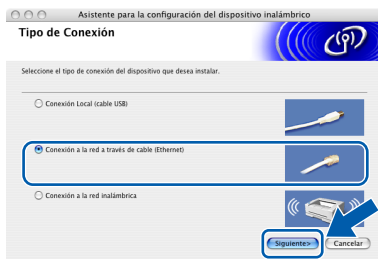 Asistente para la configuración del dispositivo inalámbrico
Tipo de Conexión
Seleccione el tipo de conexión del dispositivo que desea instalar.
Conexión Local (cable USB)
Conexión a la red a través de cable (Ethernet)
Conexión a la red inalámbrica
Siguiente> Cancelar